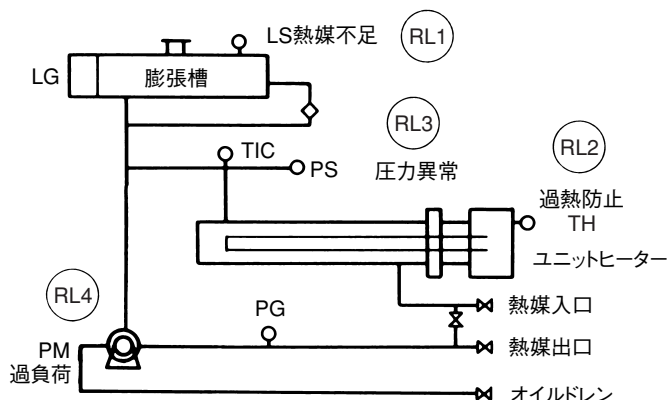 LS熱媒不足
RL1
LG
膨張槽
RL3
圧力異常
RL2
過熱防止
TH
TIC
PS
ユニットヒーター
RL4
PG
熱媒入口
PM
過負荷
熱媒出口
オイルドレン